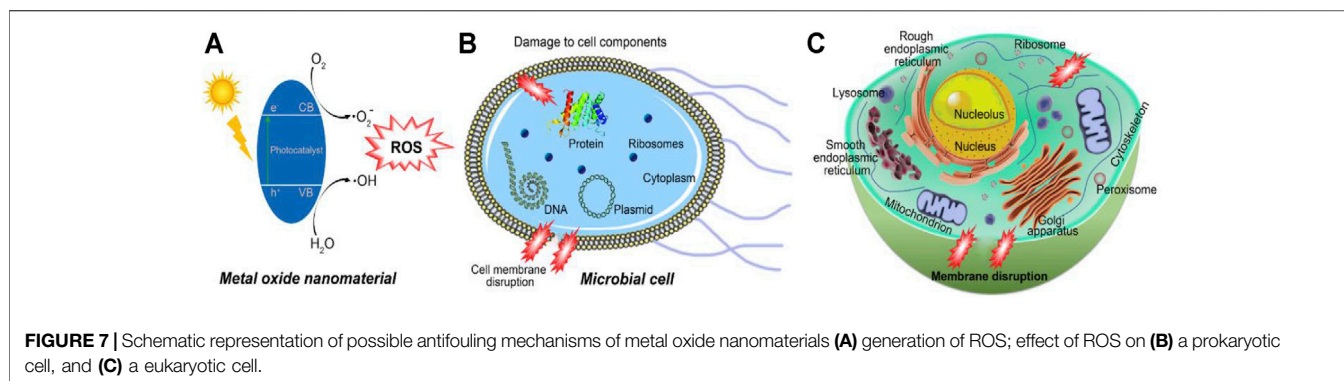 A
O2
e- CB
·O2-
Photocatalyst
ROS
h+ VB
·OH
H2O
Metal oxide nanomaterial
B
Damage to cell components
Protein
Ribosomes
Cytoplasm
DNA
Plasmid
Cell membrane
disruption
Microbial cell
C
Rough
endoplasmic
reticulum
Ribosome
Lysosome
Nucleolus
Nucleus
Smooth
endoplasmic
reticulum
Cytoskeleton
Peroxisome
Mitochondrion
Golgi
apparatus
Membrane disruption
FIGURE 7 | Schematic representation of possible antifouling mechanisms of metal oxide nanomaterials (A) generation of ROS; effect of ROS on (B) a prokaryotic
cell, and (C) a eukaryotic cell.